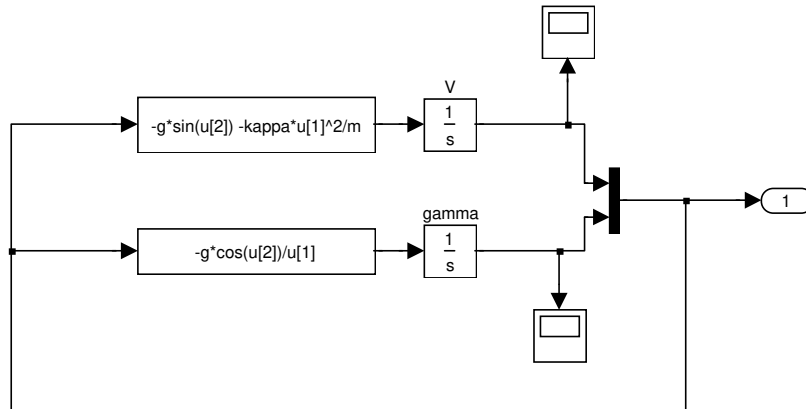 V
-g*sin(u[2]) -kappa*u[1]^2/m
1
s
1
gamma
-g*cos(u[2])/u[1]
1
s